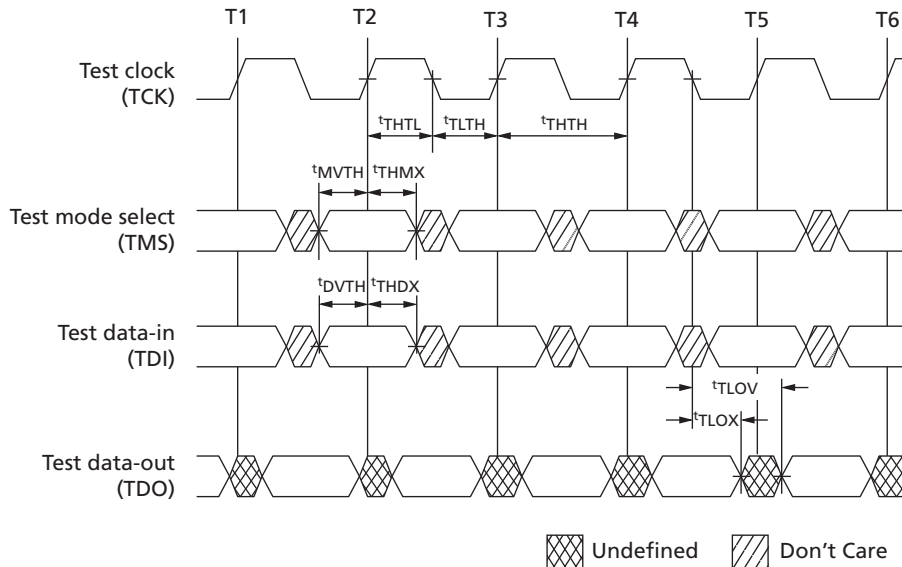 T1 T2 T3 T4 T5 T6
Test clock
(TCK)
tTHTL tTLTH tTHTH
tMVTH tTHMX
Test mode select
(TMS)
tDVTH tTHDX
Test data-in
(TDI)
tTLOV
tTLOX
Test data-out
(TDO)
Undefined Don't Care